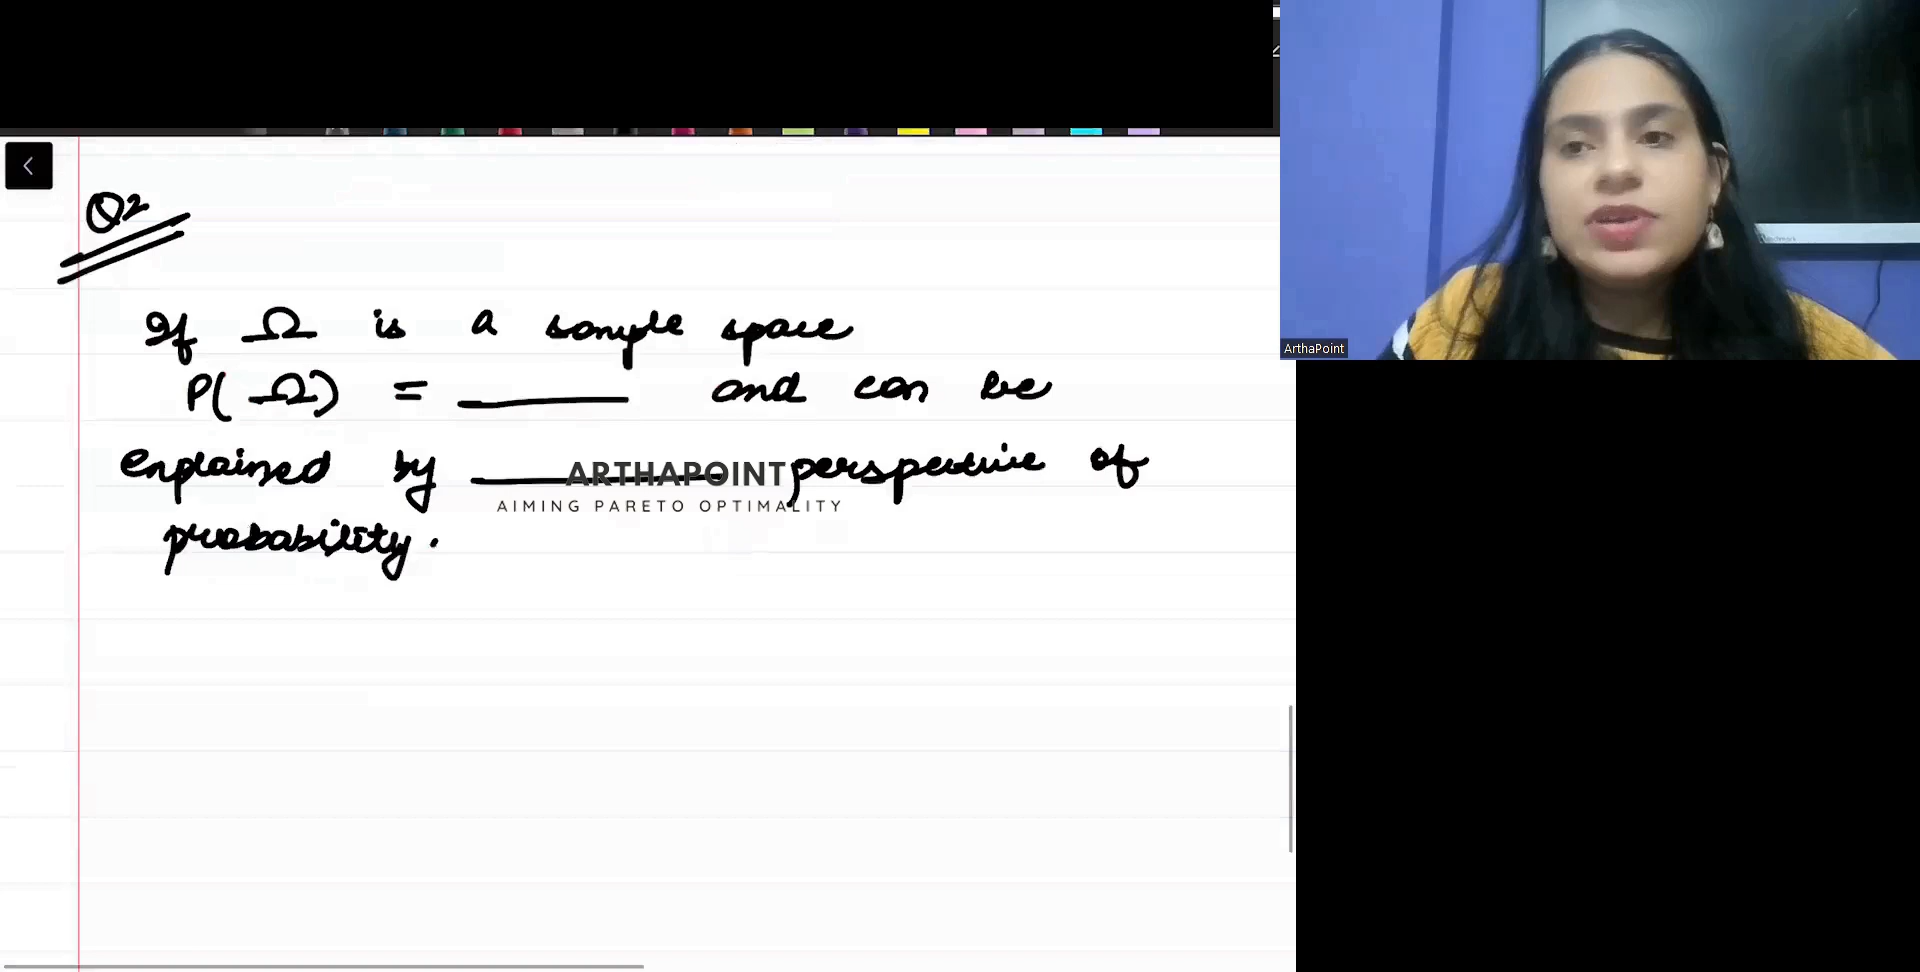 Q2
If Ω is a sample space
P(Ω) = ______ and can be
explained by ______ perspective of
probability.
ARTHAPOINT
AIMING PARETO OPTIMALITY
ArthaPoint